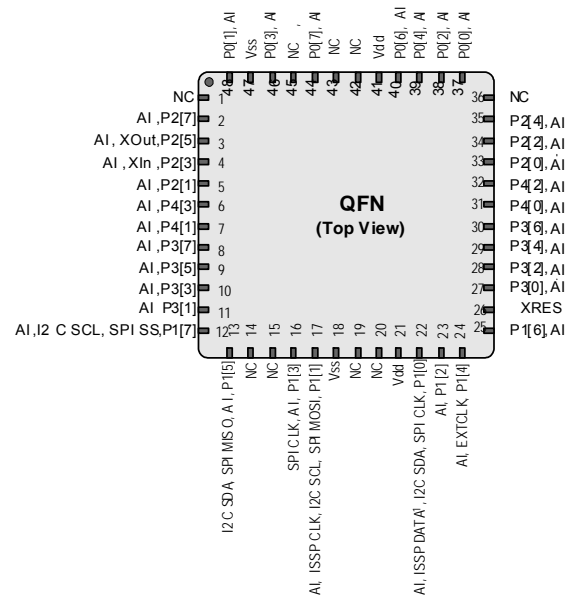 P0[1], AI
Vss
P0[3], AI
NC
P0[7], AI
NC
NC
Vdd
P0[6], AI
P0[4], AI
P0[2], AI
P0[0], AI
48
47
46
45
44
43
42
41
40
39
38
37
NC 1
AI ,P2[7] 2
AI , XOut,P2[5] 3
AI , XIn ,P2[3] 4
AI ,P2[1] 5
AI ,P4[3] 6
AI ,P4[1] 7
AI ,P3[7] 8
AI ,P3[5] 9
AI ,P3[3] 10
AI P3[1] 11
AI ,I2 C SCL, SPI SS,P1[7] 12
QFN
(Top View)
36 NC
35 P2[4], AI
34 P2[2], AI
33 P2[0], AI
32 P4[2], AI
31 P4[0], AI
30 P3[6], AI
29 P3[4], AI
28 P3[2], AI
27 P3[0], AI
26 XRES
25 P1[6], AI
13
14
15
16
17
18
19
20
21
22
23
24
I2C SDA, SPI MISO, AI, P1[5]
NC
NC
SPI CLK, AI, P1[3]
AI, ISSP CLK, I2C SCL, SPI MOSI, P1[1]
Vss
NC
NC
Vdd
AI, ISSP DATA¹, I2C SDA, SPI CLK, P1[0]
AI, P1[2]
AI, EXTCLK, P1[4]